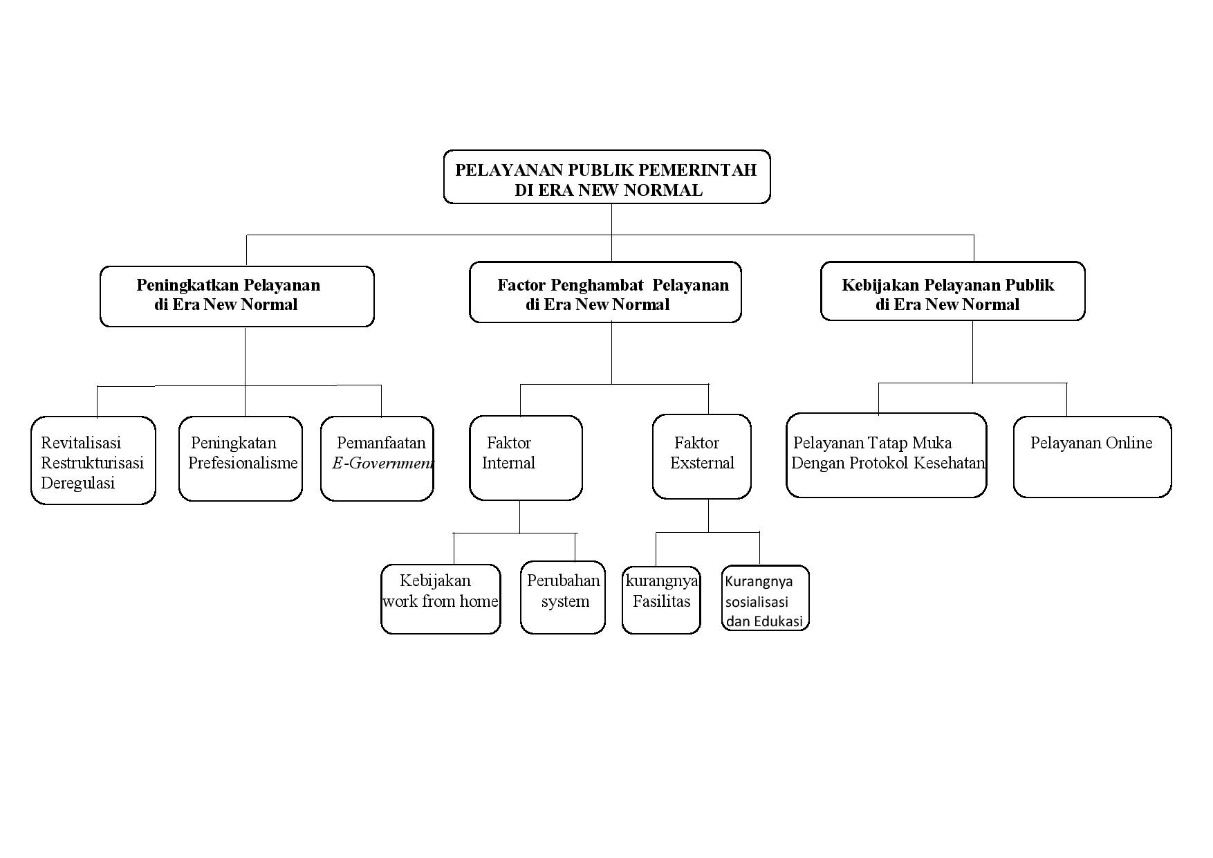 PELAYANAN PUBLIK PEMERINTAH
DI ERA NEW NORMAL
Peningkatkan Pelayanan
di Era New Normal
Factor Penghambat Pelayanan
di Era New Normal
Kebijakan Pelayanan Publik
di Era New Normal
Revitalisasi
Restrukturisasi
Deregulasi
Peningkatan
Prefesionalisme
Pemanfaatan
E-Government
Faktor
Internal
Faktor
Exsternal
Pelayanan Tatap Muka
Dengan Protokol Kesehatan
Pelayanan Online
Kebijakan
work from home
Perubahan
system
kurangnya
Fasilitas
Kurangnya
sosialisasi
dan Edukasi